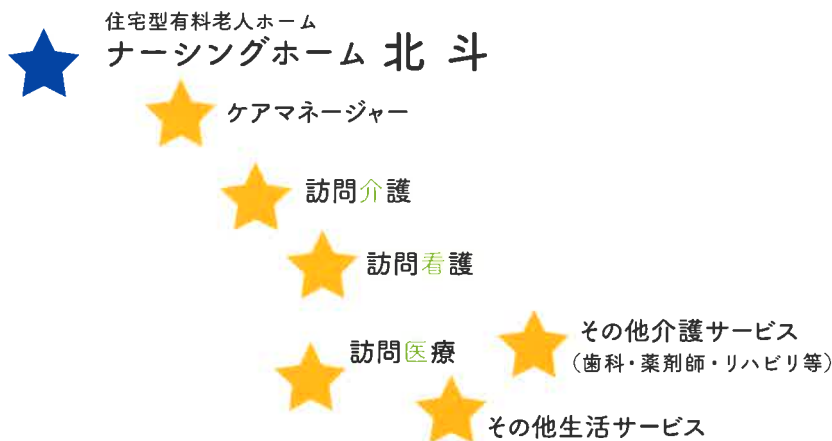 住宅型有料老人ホーム
ナーシングホーム 北斗
ケアマネージャー
訪問介護
訪問看護
訪問医療
その他介護サービス
（歯科・薬剤師・リハビリ等）
その他生活サービス